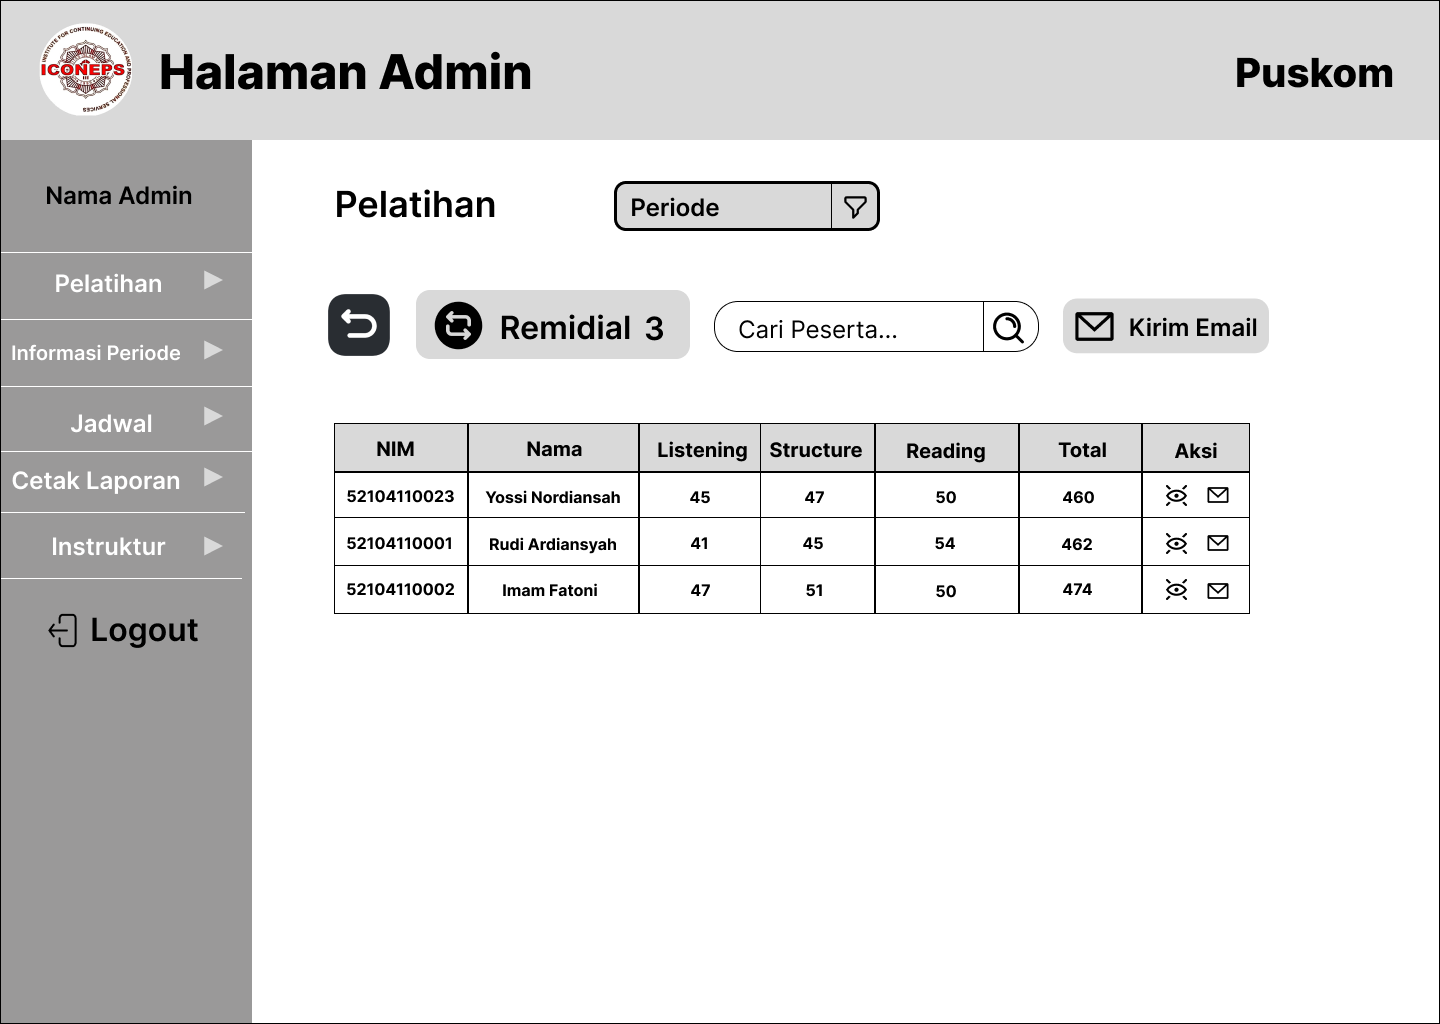 INSTITUTE FOR CONTINUING EDUCATION AND PROFESSIONAL SERVICES
ICONEPS
Halaman Admin
Puskom
Nama Admin
Pelatihan
Informasi Periode
Jadwal
Cetak Laporan
Instruktur
Logout
Pelatihan
Periode
Remidial 3
Cari Peserta...
Kirim Email
NIM Nama Listening Structure Reading Total Aksi
52104110023 Yossi Nordiansah 45 47 50 460
52104110001 Rudi Ardiansyah 41 45 54 462
52104110002 Imam Fatoni 47 51 50 474